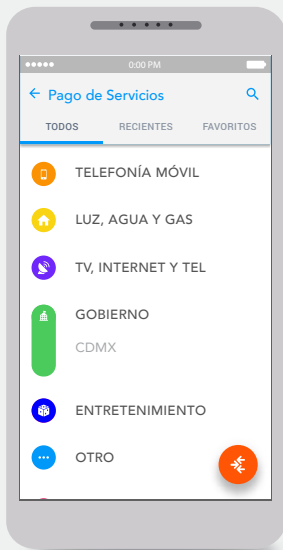 0:00 PM
Pago de Servicios
TODOS RECIENTES FAVORITOS
TELEFONÍA MÓVIL
LUZ, AGUA Y GAS
TV, INTERNET Y TEL
GOBIERNO
CDMX
ENTRETENIMIENTO
OTRO